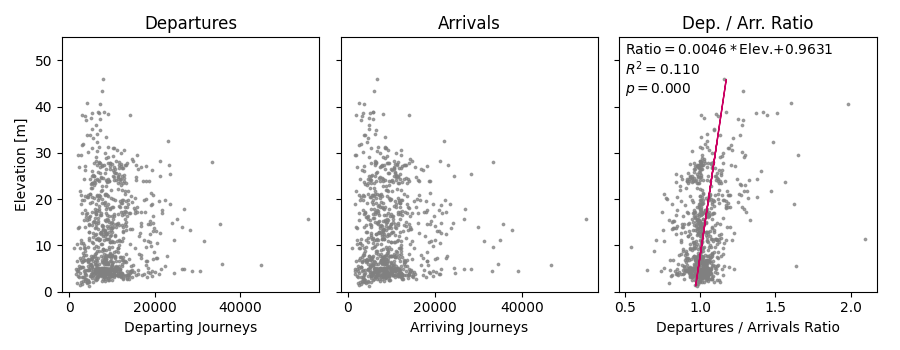 Departures
Arrivals
Dep. / Arr. Ratio
Elevation [m]
50
40
30
20
10
0
Ratio = 0.0046 * Elev.+0.9631
R² = 0.110
p = 0.000
0
20000
40000
0
20000
40000
0.5
1.0
1.5
2.0
Departing Journeys
Arriving Journeys
Departures / Arrivals Ratio